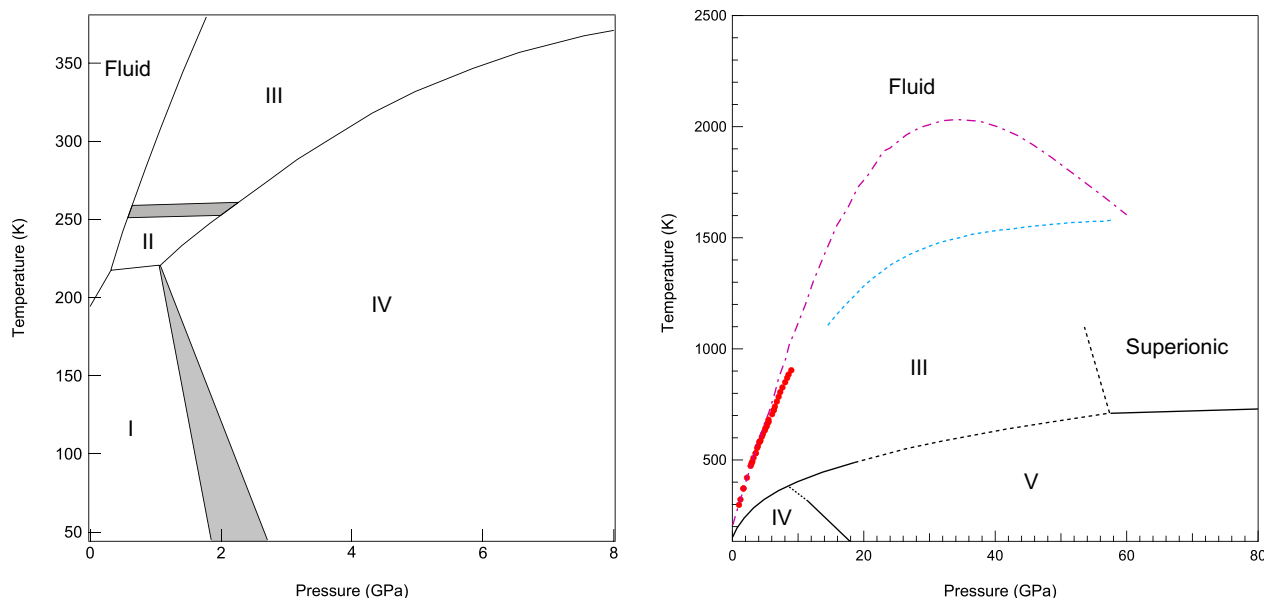 350
300
250
200
150
100
50
Temperature (K)
Fluid
III
II
IV
I
0
2
4
6
8
Pressure (GPa)
2500
2000
1500
1000
500
Temperature (K)
Fluid
III
Superionic
V
IV
0
20
40
60
80
Pressure (GPa)